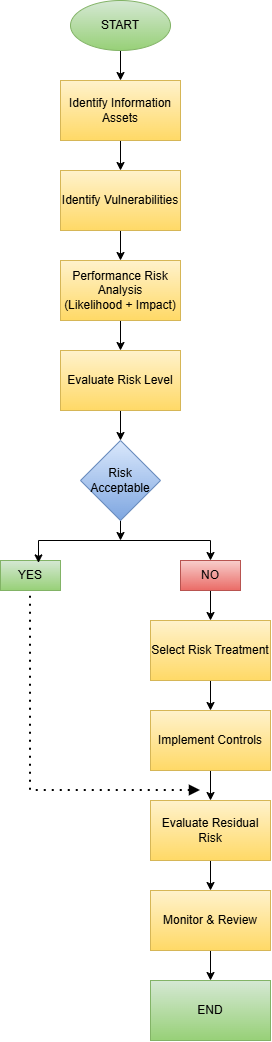 START
Identify Information
Assets
Identify Vulnerabilities
Performance Risk
Analysis
(Likelihood + Impact)
Evaluate Risk Level
Risk
Acceptable
YES
NO
Select Risk Treatment
Implement Controls
Evaluate Residual
Risk
Monitor & Review
END